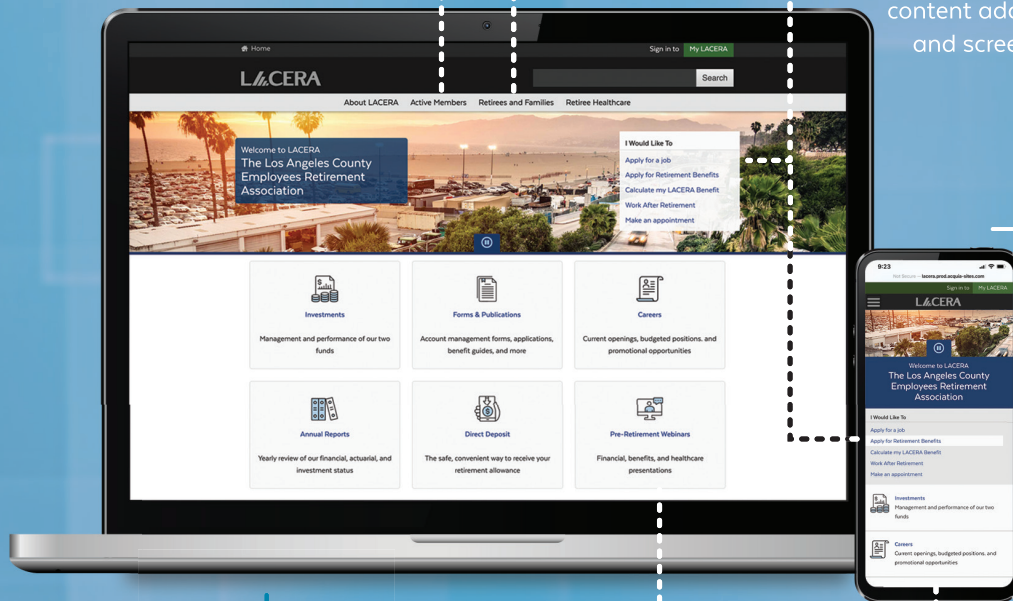 content
and
Home
Sign in to My LACERA
LACERA
Search
About LACERA Active Members Retirees and Families Retiree Healthcare
Welcome to LACERA
The Los Angeles County
Employees Retirement
Association
I Would Like To
Apply for a job
Apply for Retirement Benefits
Calculate my LACERA Benefit
Work After Retirement
Make an appointment
Investments
Management and performance of our two
funds
Forms & Publications
Account management forms, applications,
benefit guides, and more
Careers
Current openings, budgeted positions, and
promotional opportunities
Annual Reports
Yearly review of our financial, actuarial, and
investment status
Direct Deposit
The safe, convenient way to receive your
retirement allowance
Pre-Retirement Webinars
Financial, benefits, and healthcare
presentations
9:23
Not Secure — lacera.prod.acquia-sites.com
Sign in to My LACERA
LACERA
Welcome to LACERA
The Los Angeles County
Employees Retirement
Association
I Would Like To
Apply for a job
Apply for Retirement Benefits
Calculate my LACERA Benefit
Work After Retirement
Make an appointment
Investments
Management and performance of our two
funds
Careers
Current openings, budgeted positions, and
promotional opportunities